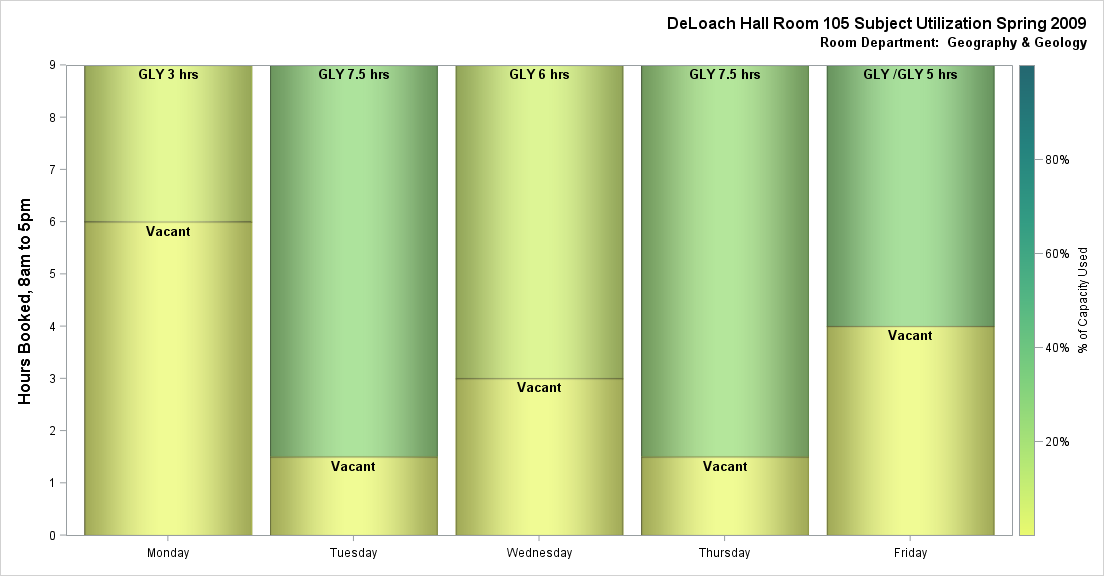 DeLoach Hall Room 105 Subject Utilization Spring 2009
Room Department:  Geography & Geology
Hours Booked, 8am to 5pm
9
8
7
6
5
4
3
2
1
0
GLY 3 hrs
Vacant
GLY 7.5 hrs
Vacant
GLY 6 hrs
Vacant
GLY 7.5 hrs
Vacant
GLY /GLY 5 hrs
Vacant
Monday
Tuesday
Wednesday
Thursday
Friday
80%
60%
40%
20%
% of Capacity Used